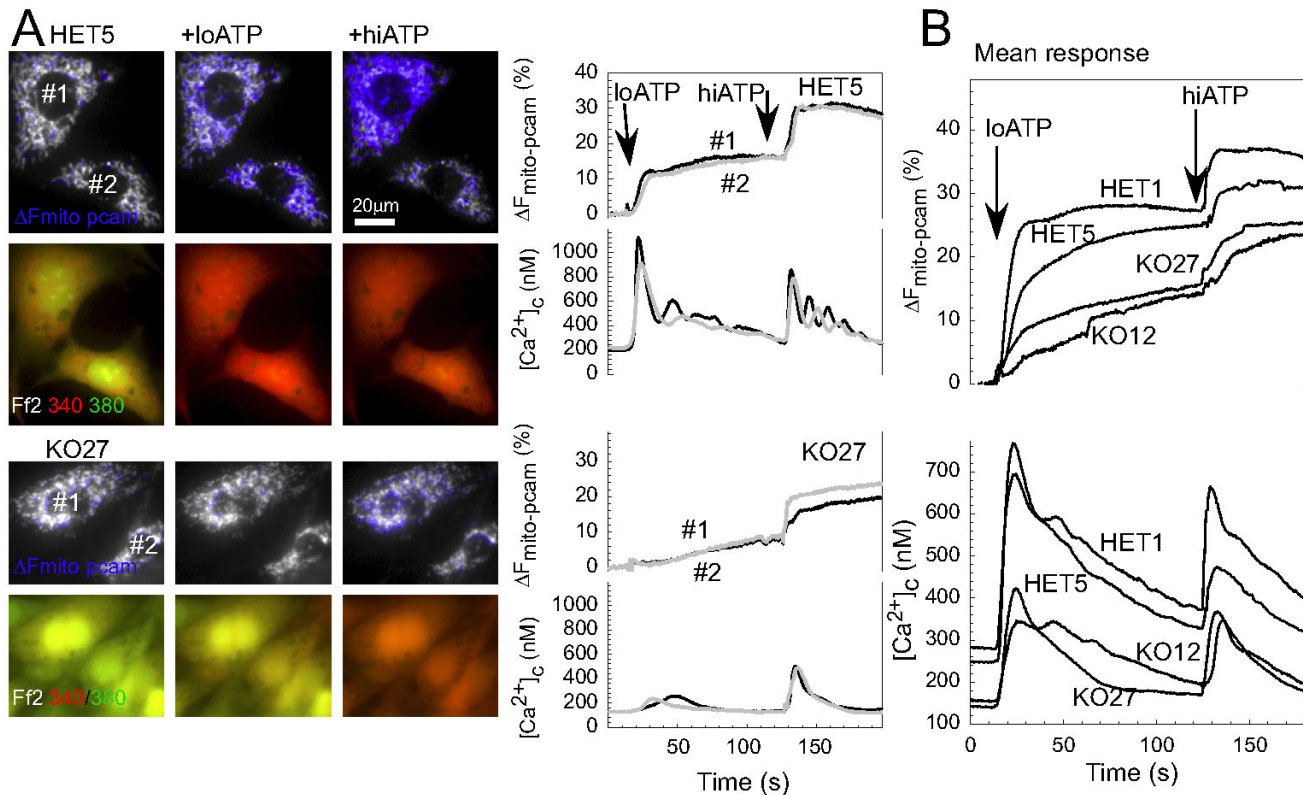 A
HET5
+loATP
+hiATP
#1
#2
ΔFmito pcam
20μm
Ff2 340 380
KO27
#1
#2
ΔFmito pcam
Ff2 340/380
ΔFmito-pcam (%)
40
30
20
10
0
loATP
hiATP
HET5
#1
#2
[Ca2+]c (nM)
1000
800
600
400
200
0
ΔFmito-pcam (%)
30
20
10
0
KO27
#1
#2
[Ca2+]c (nM)
1000
800
600
400
200
0
50
100
150
Time (s)
B
Mean response
ΔFmito-pcam (%)
40
30
20
10
0
loATP
hiATP
HET1
HET5
KO27
KO12
[Ca2+]c (nM)
700
600
500
400
300
200
100
HET1
HET5
KO12
KO27
0
50
100
150
Time (s)